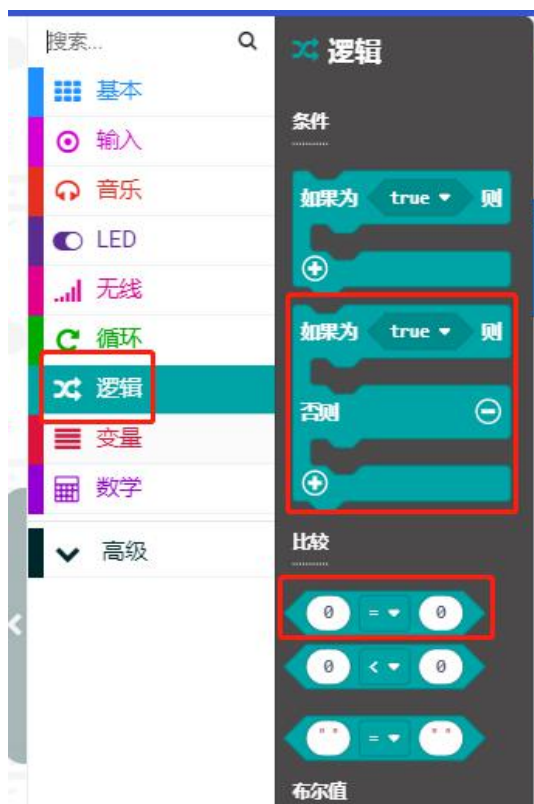 搜索...
基本
输入
音乐
LED
无线
循环
逻辑
变量
数学
高级
逻辑
条件
如果为 true 则
如果为 true 则
否则
比较
0 = 0
0 < 0
" " = " "
布尔值